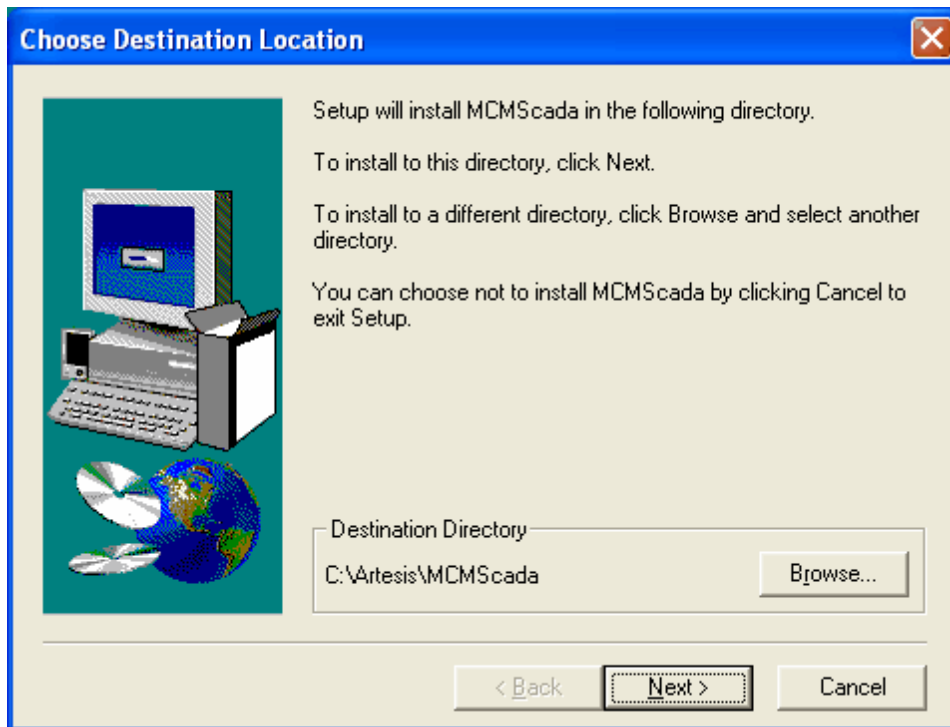 Choose Destination Location
Setup will install MCMScada in the following directory.
To install to this directory, click Next.
To install to a different directory, click Browse and select another
directory.
You can choose not to install MCMScada by clicking Cancel to
exit Setup.
Destination Directory
C:\Artesis\MCMScada
Browse...
< Back
Next >
Cancel